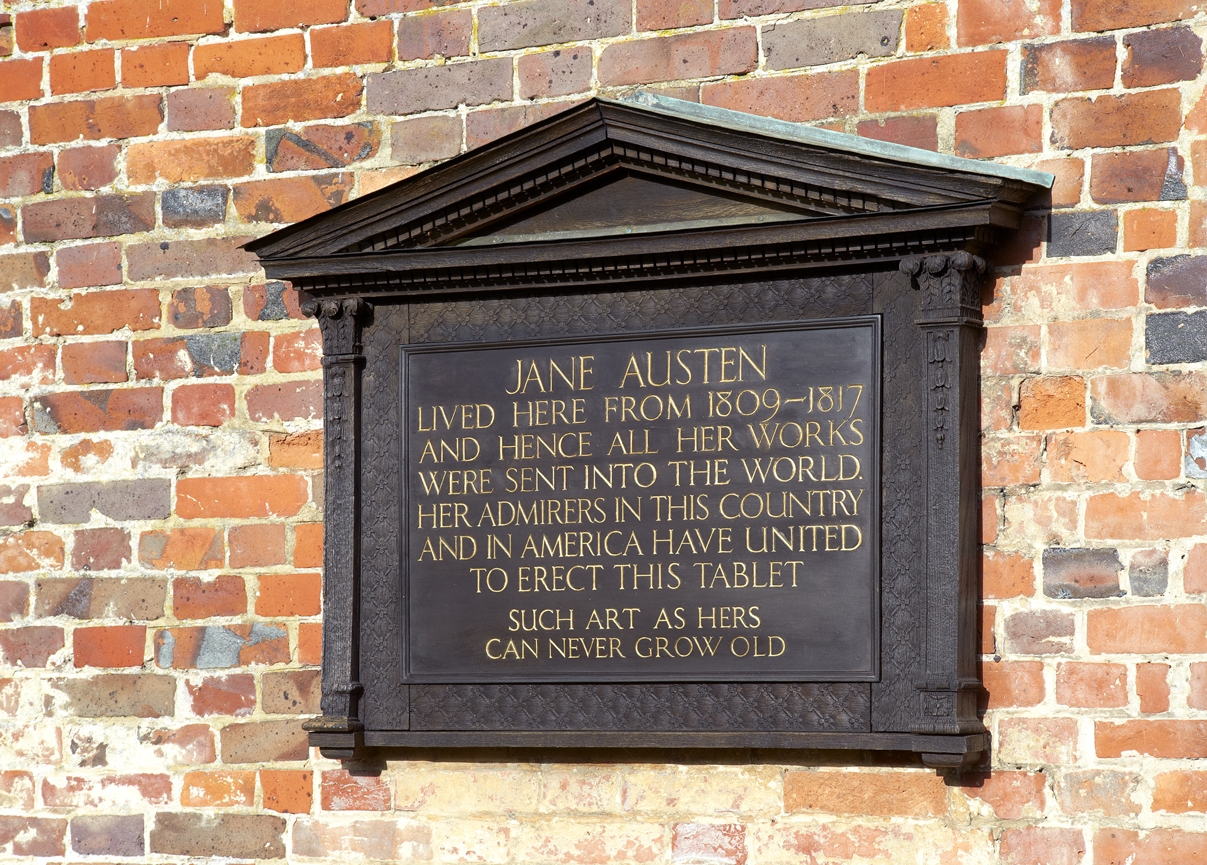 JANE AUSTEN
LIVED HERE FROM 1809–1817
AND HENCE ALL HER WORKS
WERE SENT INTO THE WORLD.
HER ADMIRERS IN THIS COUNTRY
AND IN AMERICA HAVE UNITED
TO ERECT THIS TABLET
SUCH ART AS HERS
CAN NEVER GROW OLD